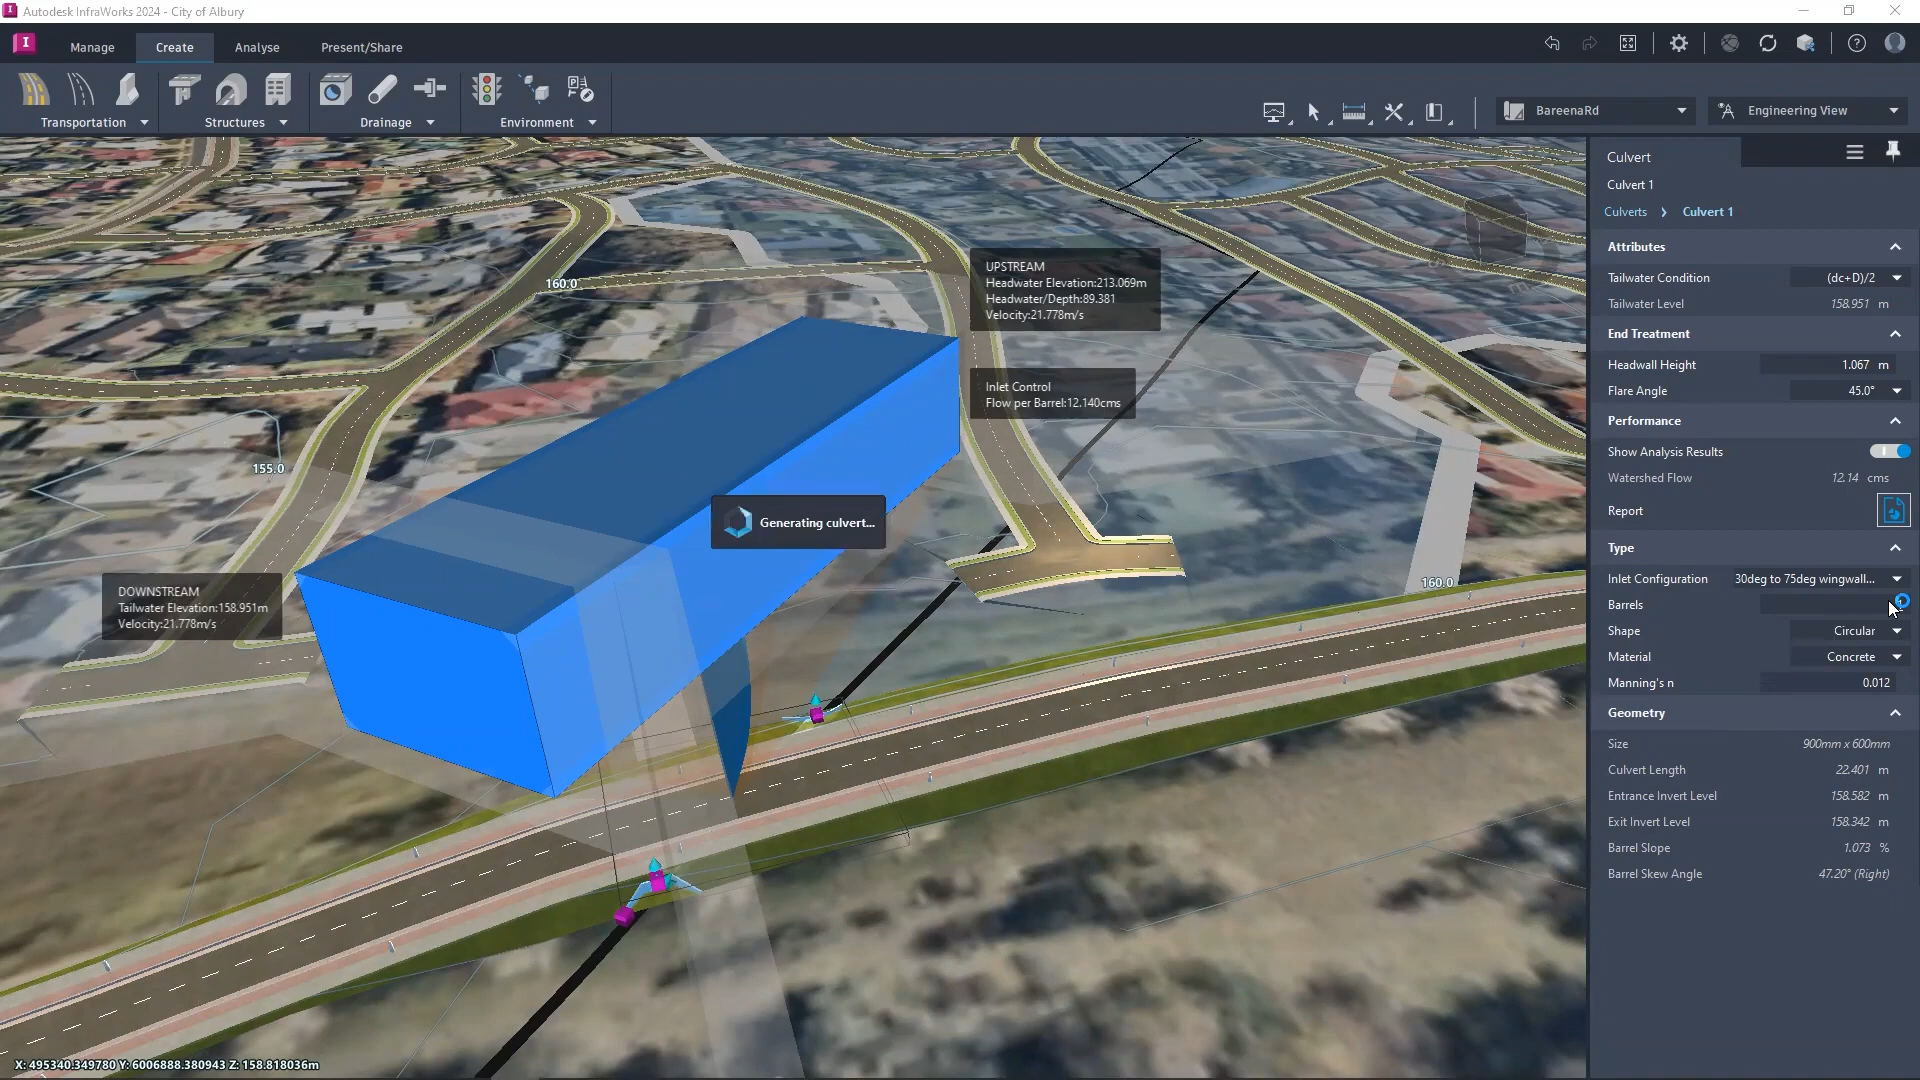 Autodesk InfraWorks 2024 - City of Albury
Manage
Create
Analyse
Present/Share
Transportation
Structures
Drainage
Environment
BareenaRd
Engineering View
Culvert
Culvert 1
Culverts
Culvert 1
Attributes
Tailwater Condition (dc+D)/2
Tailwater Level 158.951 m
End Treatment
Headwall Height 1.067 m
Flare Angle 45.0°
Performance
Show Analysis Results
Watershed Flow 12.14 cms
Report
Type
Inlet Configuration 30deg to 75deg wingwall...
Barrels
Shape Circular
Material Concrete
Manning's n 0.012
Geometry
Size 900mm x 600mm
Culvert Length 22.401 m
Entrance Invert Level 158.582 m
Exit Invert Level 158.342 m
Barrel Slope 1.073 %
Barrel Skew Angle 47.20° (Right)
UPSTREAM
Headwater Elevation:213.069m
Headwater/Depth:89.381
Velocity:21.778m/s
160.0
Inlet Control
Flow per Barrel:12.140cms
155.0
Generating culvert...
160.0
DOWNSTREAM
Tailwater Elevation:158.951m
Velocity:21.778m/s
X: 495340.349780 Y: 6006888.380943 Z: 158.818036m